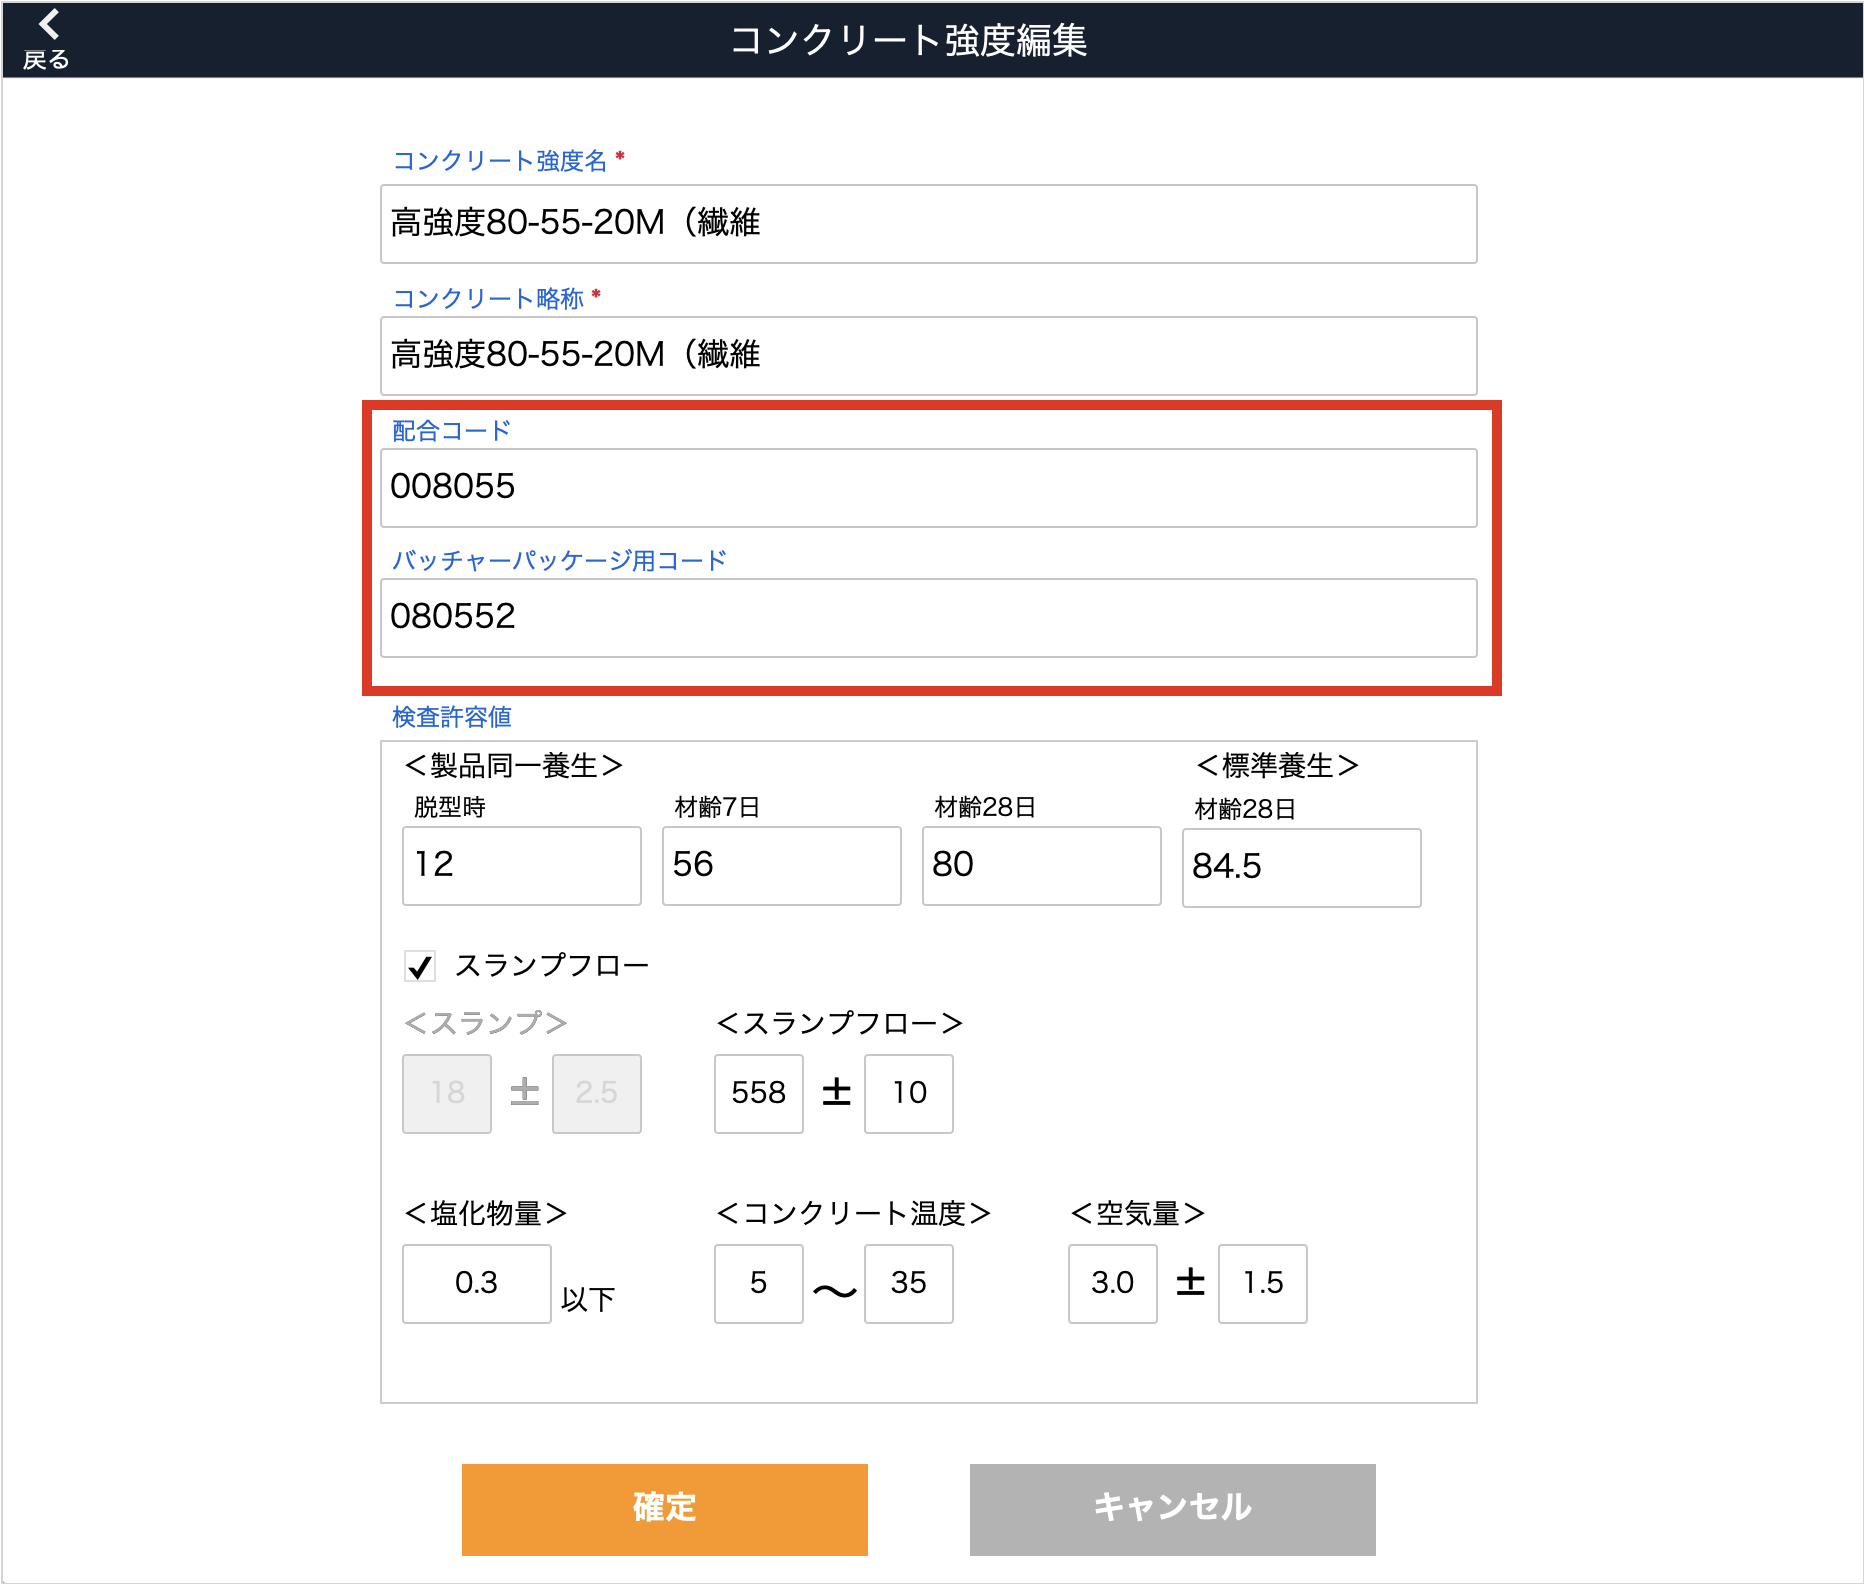 戻る
コンクリート強度編集
コンクリート強度名 *
高強度80-55-20M（繊維
コンクリート略称 *
高強度80-55-20M（繊維
配合コード
008055
バッチャーパッケージ用コード
080552
検査許容値
＜製品同一養生＞ ＜標準養生＞
脱型時 材齢7日 材齢28日 材齢28日
12 56 80 84.5
スランプフロー
＜スランプ＞ ＜スランプフロー＞
18 ± 2.5 558 ± 10
＜塩化物量＞ ＜コンクリート温度＞ ＜空気量＞
0.3 以下 5 〜 35 3.0 ± 1.5
確定 キャンセル